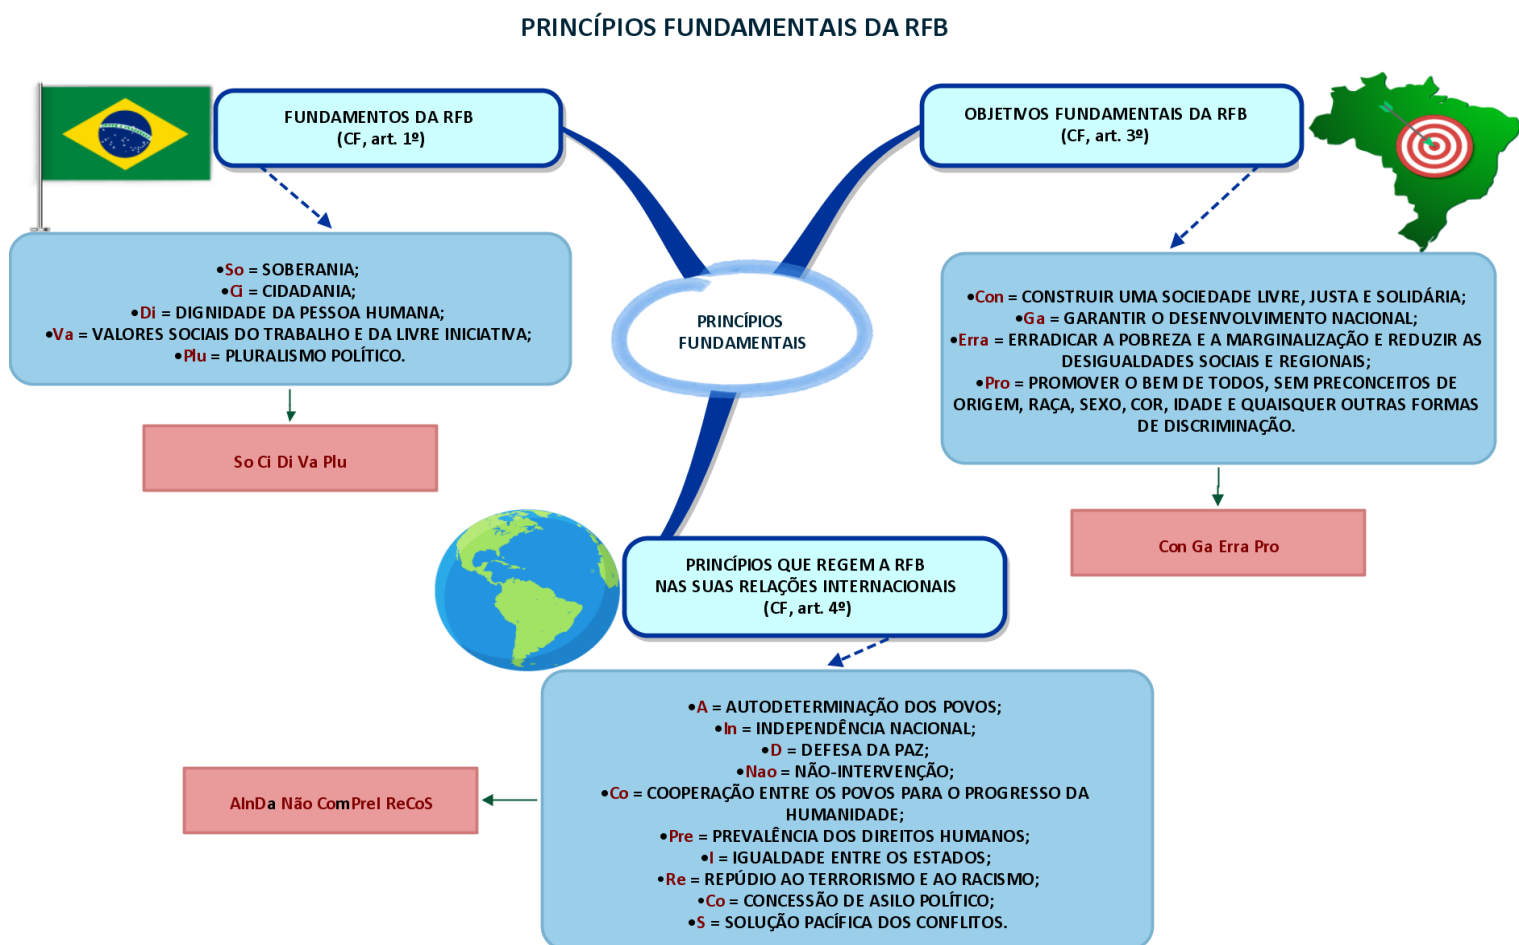 PRINCÍPIOS FUNDAMENTAIS DA RFB
FUNDAMENTOS DA RFB
(CF, art. 1º)
•So = SOBERANIA;
•Ci = CIDADANIA;
•Di = DIGNIDADE DA PESSOA HUMANA;
•Va = VALORES SOCIAIS DO TRABALHO E DA LIVRE INICIATIVA;
•Plu = PLURALISMO POLÍTICO.
So Ci Di Va Plu
OBJETIVOS FUNDAMENTAIS DA RFB
(CF, art. 3º)
•Con = CONSTRUIR UMA SOCIEDADE LIVRE, JUSTA E SOLIDÁRIA;
•Ga = GARANTIR O DESENVOLVIMENTO NACIONAL;
•Erra = ERRADICAR A POBREZA E A MARGINALIZAÇÃO E REDUZIR AS
DESIGUALDADES SOCIAIS E REGIONAIS;
•Pro = PROMOVER O BEM DE TODOS, SEM PRECONCEITOS DE
ORIGEM, RAÇA, SEXO, COR, IDADE E QUAISQUER OUTRAS FORMAS
DE DISCRIMINAÇÃO.
Con Ga Erra Pro
PRINCÍPIOS
FUNDAMENTAIS
PRINCÍPIOS QUE REGEM A RFB
NAS SUAS RELAÇÕES INTERNACIONAIS
(CF, art. 4º)
•A = AUTODETERMINAÇÃO DOS POVOS;
•In = INDEPENDÊNCIA NACIONAL;
•D = DEFESA DA PAZ;
•Nao = NÃO-INTERVENÇÃO;
•Co = COOPERAÇÃO ENTRE OS POVOS PARA O PROGRESSO DA
HUMANIDADE;
•Pre = PREVALÊNCIA DOS DIREITOS HUMANOS;
•I = IGUALDADE ENTRE OS ESTADOS;
•Re = REPÚDIO AO TERRORISMO E AO RACISMO;
•Co = CONCESSÃO DE ASILO POLÍTICO;
•S = SOLUÇÃO PACÍFICA DOS CONFLITOS.
AInDa Não ComPreI ReCoS